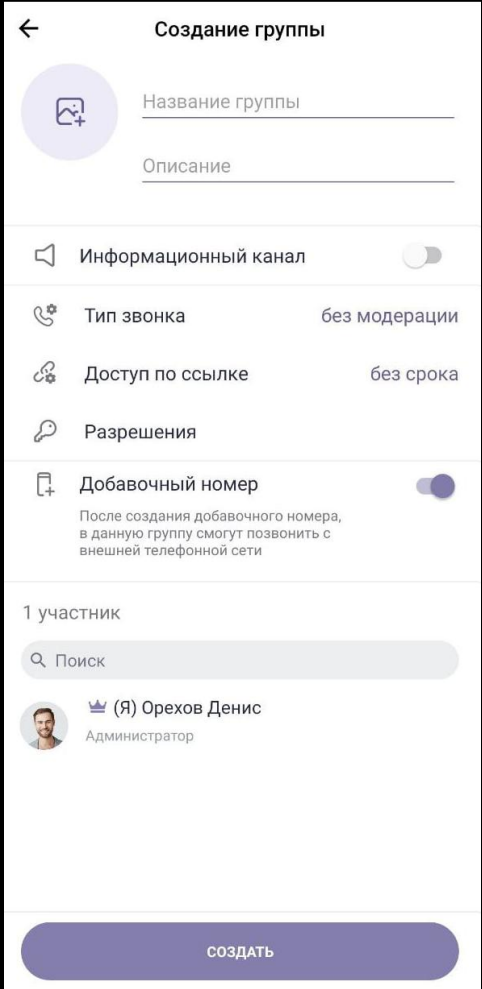 Создание группы
Название группы
Описание
Информационный канал
Тип звонка без модерации
Доступ по ссылке без срока
Разрешения
Добавочный номер
После создания добавочного номера,
в данную группу смогут позвонить с
внешней телефонной сети
1 участник
Поиск
(Я) Орехов Денис
Администратор
СОЗДАТЬ